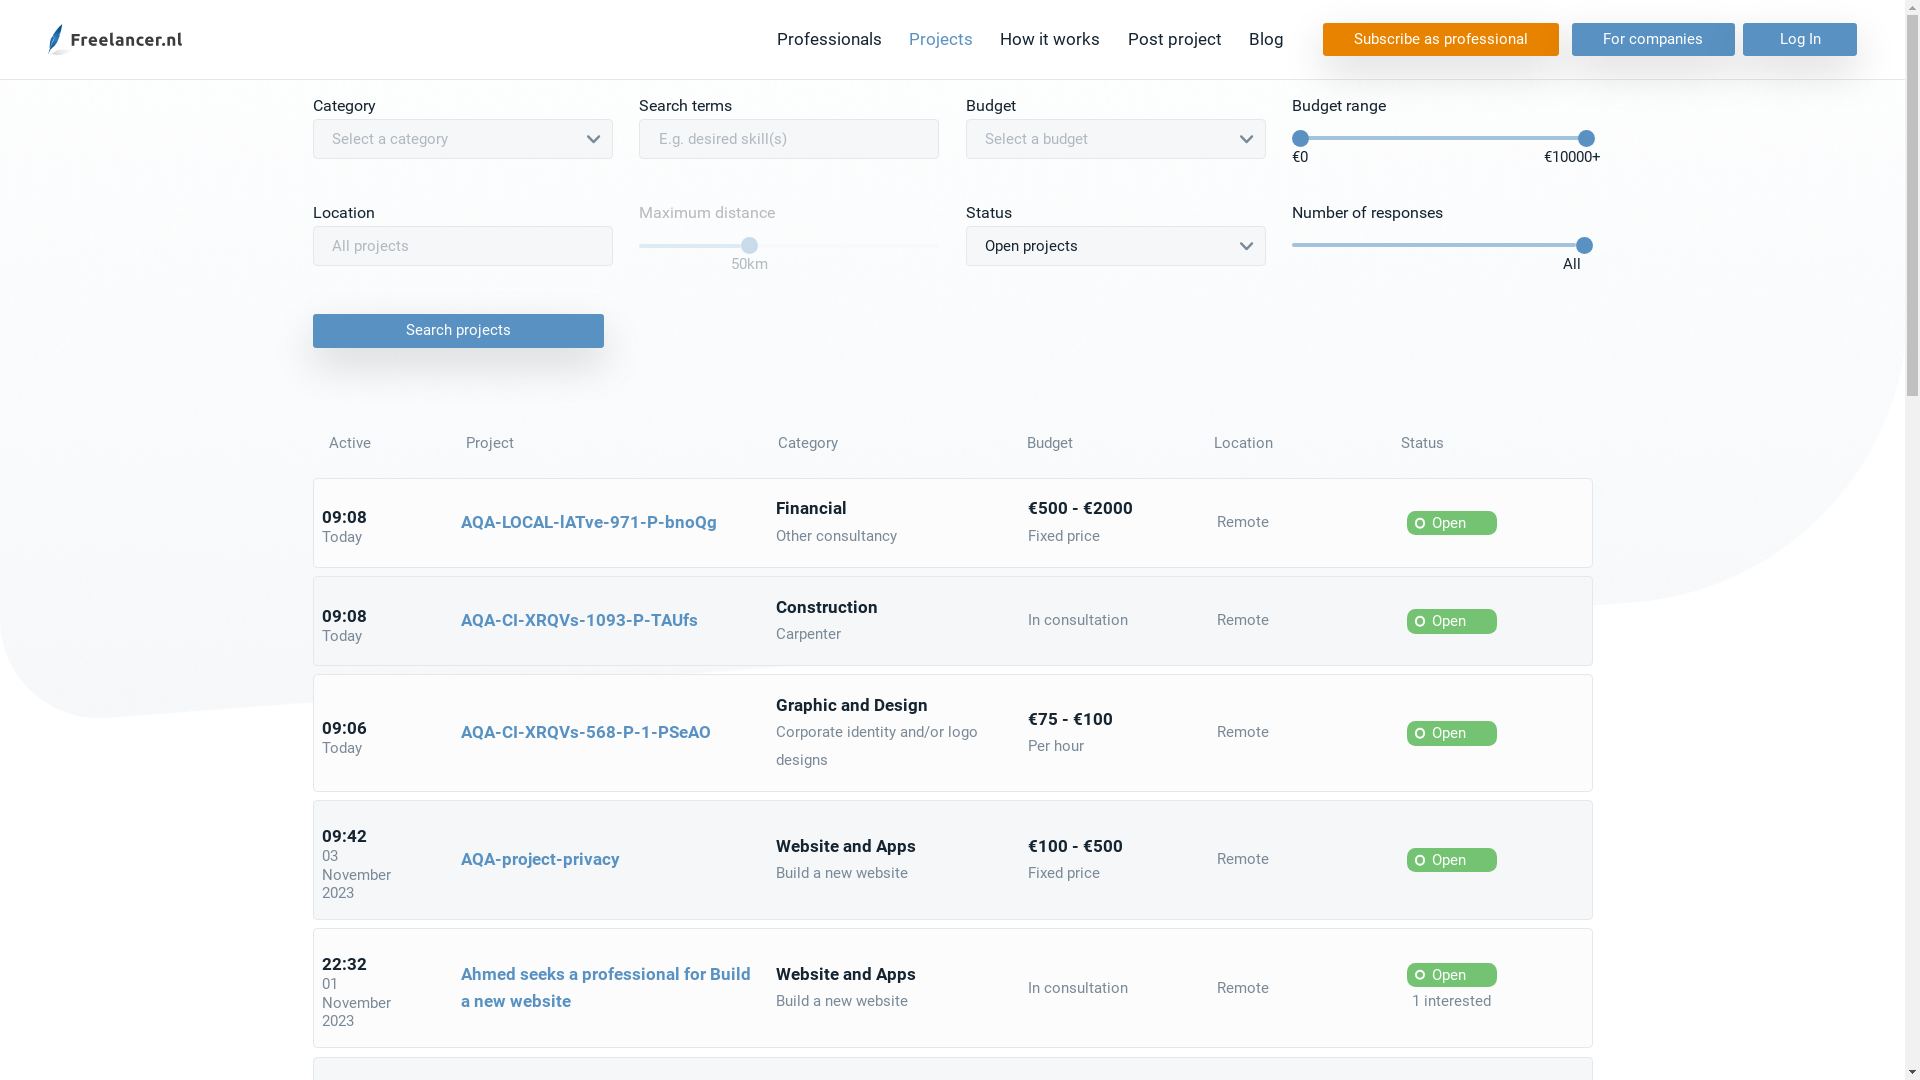 Freelancer.nl
Professionals Projects How it works Post project Blog Subscribe as professional For companies Log In
Category Search terms Budget Budget range
Select a category E.g. desired skill(s) Select a budget
€0 €10000+
Location Maximum distance Status Number of responses
All projects Open projects
50km All
Search projects
Active Project Category Budget Location Status
09:08
Today
AQA-LOCAL-lATve-971-P-bnoQg
Financial
Other consultancy
€500 - €2000
Fixed price
Remote
Open
09:08
Today
AQA-CI-XRQVs-1093-P-TAUfs
Construction
Carpenter
In consultation
Remote
Open
09:06
Today
AQA-CI-XRQVs-568-P-1-PSeAO
Graphic and Design
Corporate identity and/or logo
designs
€75 - €100
Per hour
Remote
Open
09:42
03
November
2023
AQA-project-privacy
Website and Apps
Build a new website
€100 - €500
Fixed price
Remote
Open
22:32
01
November
2023
Ahmed seeks a professional for Build
a new website
Website and Apps
Build a new website
In consultation
Remote
Open
1 interested